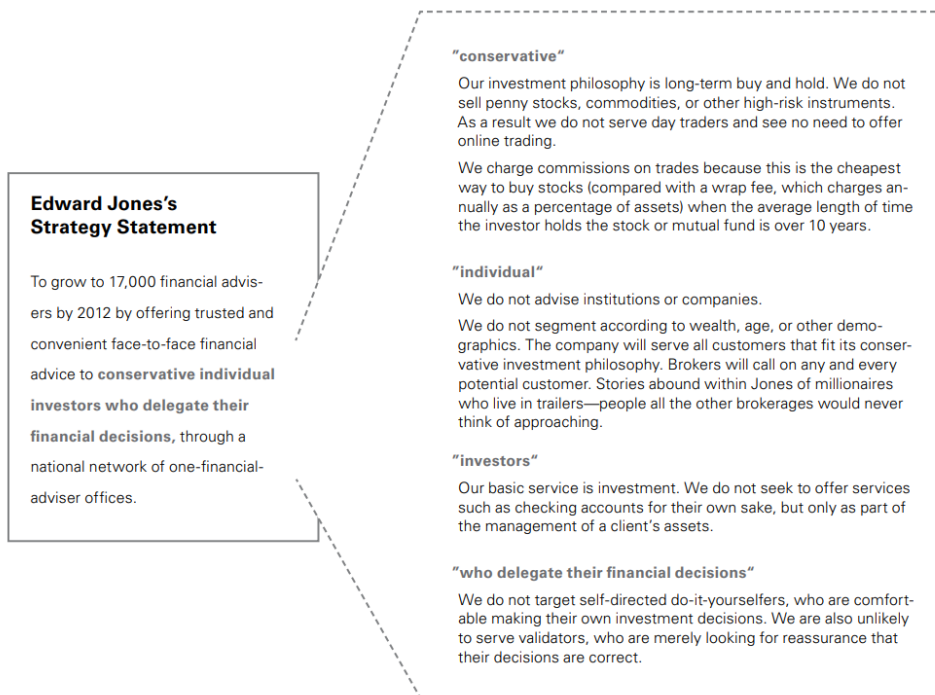 Edward Jones's
Strategy Statement
To grow to 17,000 financial advis-
ers by 2012 by offering trusted and
convenient face-to-face financial
advice to conservative individual
investors who delegate their
financial decisions, through a
national network of one-financial-
adviser offices.
"conservative"
Our investment philosophy is long-term buy and hold. We do not
sell penny stocks, commodities, or other high-risk instruments.
As a result we do not serve day traders and see no need to offer
online trading.
We charge commissions on trades because this is the cheapest
way to buy stocks (compared with a wrap fee, which charges an-
nually as a percentage of assets) when the average length of time
the investor holds the stock or mutual fund is over 10 years.
"individual"
We do not advise institutions or companies.
We do not segment according to wealth, age, or other demo-
graphics. The company will serve all customers that fit its conser-
vative investment philosophy. Brokers will call on any and every
potential customer. Stories abound within Jones of millionaires
who live in trailers—people all the other brokerages would never
think of approaching.
"investors"
Our basic service is investment. We do not seek to offer services
such as checking accounts for their own sake, but only as part of
the management of a client's assets.
"who delegate their financial decisions"
We do not target self-directed do-it-yourselfers, who are comfort-
able making their own investment decisions. We are also unlikely
to serve validators, who are merely looking for reassurance that
their decisions are correct.